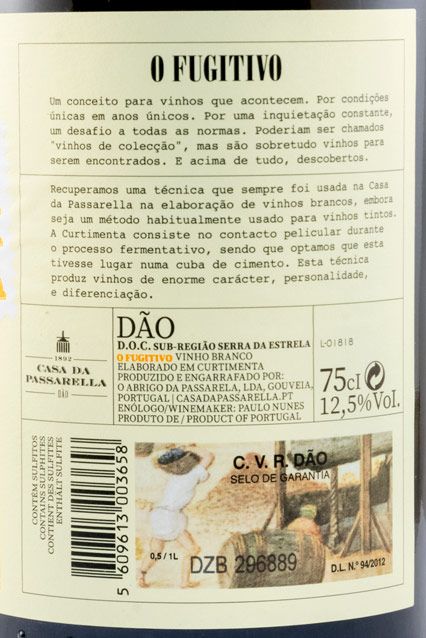 O FUGITIVO
Um conceito para vinhos que acontecem. Por condições
únicas em anos únicos. Por uma inquietação constante,
um desafio a todas as normas. Poderiam ser chamados
"vinhos de colecção", mas são sobretudo vinhos para
serem encontrados. E acima de tudo, descobertos.
Recuperamos uma técnica que sempre foi usada na Casa
da Passarella na elaboração de vinhos brancos, embora
seja um método habitualmente usado para vinhos tintos.
A Curtimenta consiste no contacto pelicular durante
o processo fermentativo, sendo que optamos que esta
tivesse lugar numa cuba de cimento. Esta técnica
produz vinhos de enorme carácter, personalidade,
e diferenciação.
1892
CASA DA
PASSARELLA
DÃO
DÃO
D.O.C. SUB-REGIÃO SERRA DA ESTRELA
O FUGITIVO VINHO BRANCO
ELABORADO EM CURTIMENTA
PRODUZIDO E ENGARRAFADO POR:
O ABRIGO DA PASSARELA, LDA, GOUVEIA,
PORTUGAL | CASADAPASSARELLA.PT
ENÓLOGO/WINEMAKER: PAULO NUNES
PRODUTO DE / PRODUCT OF PORTUGAL
L-01818
75cl
12,5%Vol.
CONTÉM SULFITOS
CONTAINS SULPHITES
CONTIENT DES SULFITES
ENTHÄLT SULFITE
5 609613 003658
C. V. R. DÃO
SELO DE GARANTIA
0,5 / 1L
DZB 296889
D.L. N.º 94/2012